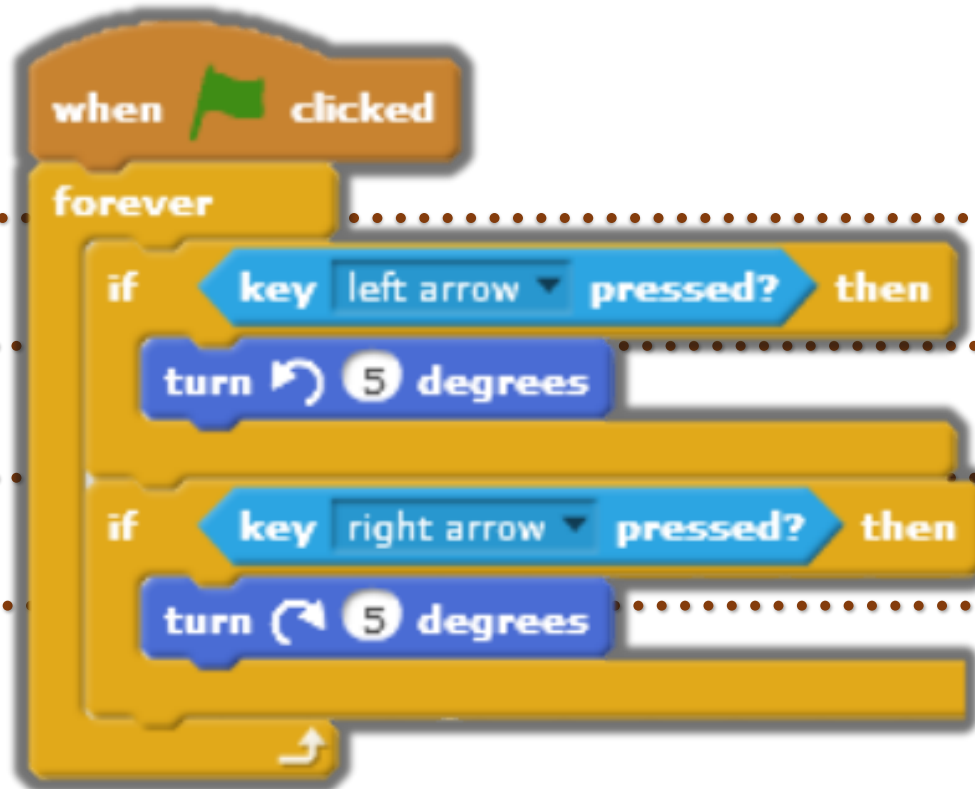 when clicked
forever
if key left arrow pressed? then
turn 5 degrees
if key right arrow pressed? then
turn 5 degrees